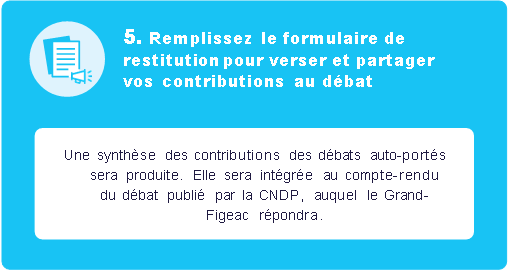 5. Remplissez le formulaire de
restitution pour verser et partager
vos contributions au débat
Une synthèse des contributions des débats auto-portés
sera produite. Elle sera intégrée au compte-rendu
du débat publié par la CNDP, auquel le Grand-
Figeac répondra.